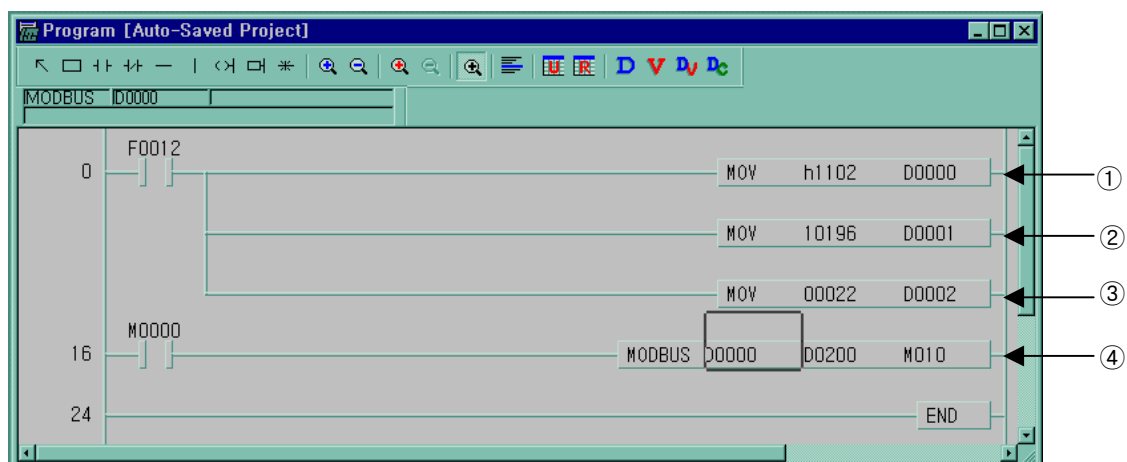 Program [Auto-Saved Project]
U R D V DV DC
MODBUS D0000
F0012
0 MOV h1102 D0000 ①
MOV 10196 D0001 ②
MOV 00022 D0002 ③
M0000
16 MODBUS D0000 D0200 M010 ④
24 END